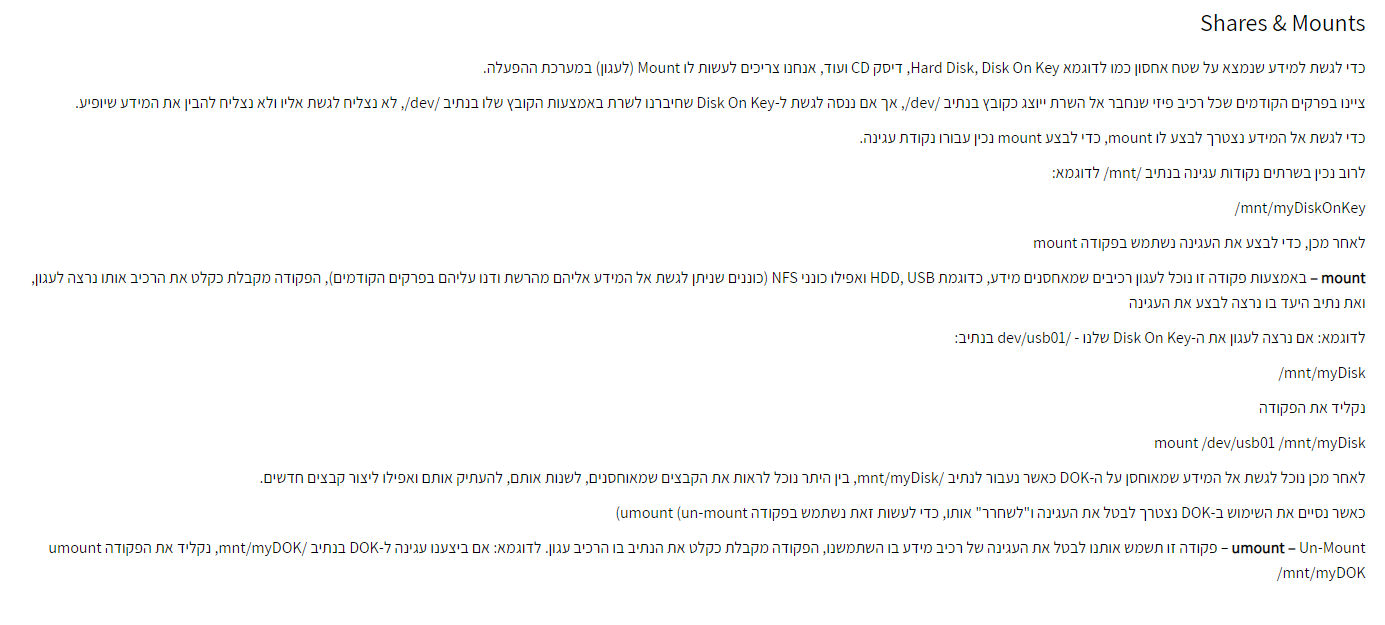 Shares & Mounts
כדי לגשת למידע שנמצא על שטח אחסון כמו לדוגמא Hard Disk, Disk On Key, דיסק CD ועוד, אנחנו צריכים לעשות לו Mount (לעגון) במערכת ההפעלה.
ציינו בפרקים הקודמים שכל רכיב פיזי שנחבר אל השרת ייוצג כקובץ בנתיב /dev/, אך אם ננסה לגשת ל-Disk On Key שחיברנו לשרת באמצעות הקובץ שלו בנתיב /dev/, לא נצליח לגשת אליו ולא נצליח להבין את המידע שיופיע.
כדי לגשת אל המידע נצטרך לבצע לו mount, כדי לבצע mount נכין עבורו נקודת עגינה.
לרוב נכין בשרתים נקודות עגינה בנתיב /mnt/ לדוגמא:
/mnt/myDiskOnKey
לאחר מכן, כדי לבצע את העגינה נשתמש בפקודה mount
mount – באמצעות פקודה זו נוכל לעגון רכיבים שמאחסנים מידע, כדוגמת HDD, USB ואפילו כונני NFS (כוננים שניתן לגשת אל המידע אליהם מהרשת ודנו עליהם בפרקים הקודמים), הפקודה מקבלת כקלט את הרכיב אותו נרצה לעגון,
ואת נתיב היעד בו נרצה לבצע את העגינה
לדוגמא: אם נרצה לעגון את ה-Disk On Key שלנו - /dev/usb01 בנתיב:
/mnt/myDisk
נקליד את הפקודה
mount /dev/usb01 /mnt/myDisk
לאחר מכן נוכל לגשת אל המידע שמאוחסן על ה-DOK כאשר נעבור לנתיב /mnt/myDisk, בין היתר נוכל לראות את הקבצים שמאוחסנים, לשנות אותם, להעתיק אותם ואפילו ליצור קבצים חדשים.
כאשר נסיים את השימוש ב-DOK נצטרך לבטל את העגינה ו"לשחרר" אותו, כדי לעשות זאת נשתמש בפקודה umount (un-mount)
umount – Un-Mount – פקודה זו תשמש אותנו לבטל את העגינה של רכיב מידע בו השתמשנו, הפקודה מקבלת כקלט את הנתיב בו הרכיב עגון. לדוגמא: אם ביצענו עגינה ל-DOK בנתיב /mnt/myDOK, נקליד את הפקודה umount
/mnt/myDOK